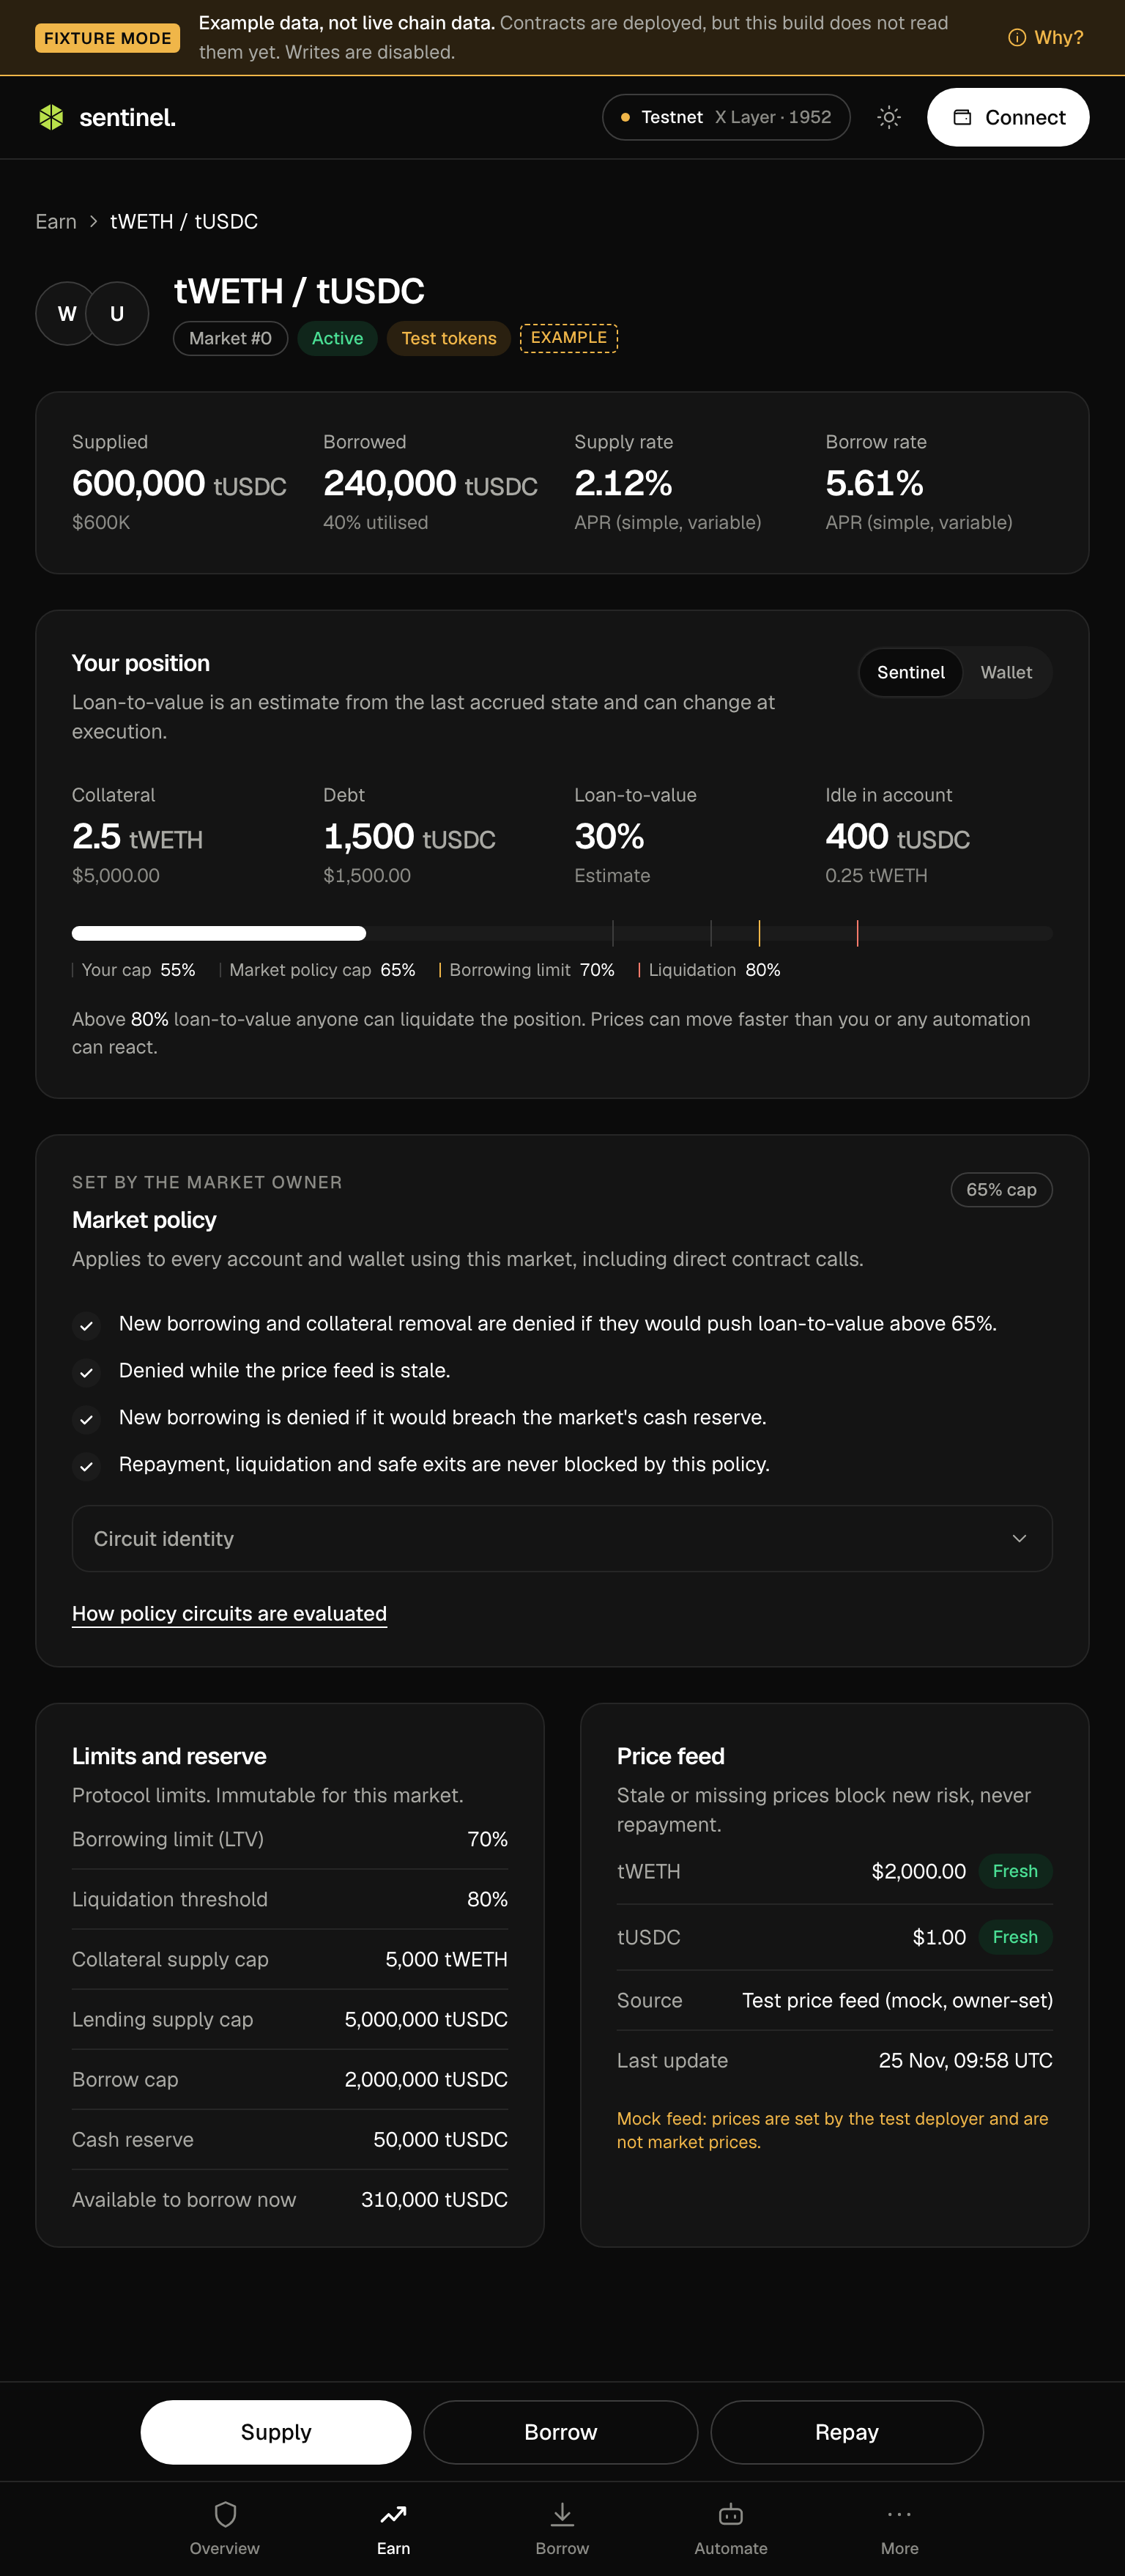 FIXTURE MODE
Example data, not live chain data. Contracts are deployed, but this build does not read
them yet. Writes are disabled.
Why?
sentinel.
Testnet X Layer · 1952
Connect
Earn > tWETH / tUSDC
W U
tWETH / tUSDC
Market #0 Active Test tokens EXAMPLE
Supplied
600,000 tUSDC
$600K
Borrowed
240,000 tUSDC
40% utilised
Supply rate
2.12%
APR (simple, variable)
Borrow rate
5.61%
APR (simple, variable)
Your position
Loan-to-value is an estimate from the last accrued state and can change at
execution.
Sentinel Wallet
Collateral
2.5 tWETH
$5,000.00
Debt
1,500 tUSDC
$1,500.00
Loan-to-value
30%
Estimate
Idle in account
400 tUSDC
0.25 tWETH
Your cap 55% Market policy cap 65% Borrowing limit 70% Liquidation 80%
Above 80% loan-to-value anyone can liquidate the position. Prices can move faster than you or any automation
can react.
SET BY THE MARKET OWNER
Market policy
65% cap
Applies to every account and wallet using this market, including direct contract calls.
New borrowing and collateral removal are denied if they would push loan-to-value above 65%.
Denied while the price feed is stale.
New borrowing is denied if it would breach the market's cash reserve.
Repayment, liquidation and safe exits are never blocked by this policy.
Circuit identity
How policy circuits are evaluated
Limits and reserve
Protocol limits. Immutable for this market.
Borrowing limit (LTV) 70%
Liquidation threshold 80%
Collateral supply cap 5,000 tWETH
Lending supply cap 5,000,000 tUSDC
Borrow cap 2,000,000 tUSDC
Cash reserve 50,000 tUSDC
Available to borrow now 310,000 tUSDC
Price feed
Stale or missing prices block new risk, never
repayment.
tWETH $2,000.00 Fresh
tUSDC $1.00 Fresh
Source Test price feed (mock, owner-set)
Last update 25 Nov, 09:58 UTC
Mock feed: prices are set by the test deployer and are
not market prices.
Supply Borrow Repay
Overview Earn Borrow Automate More